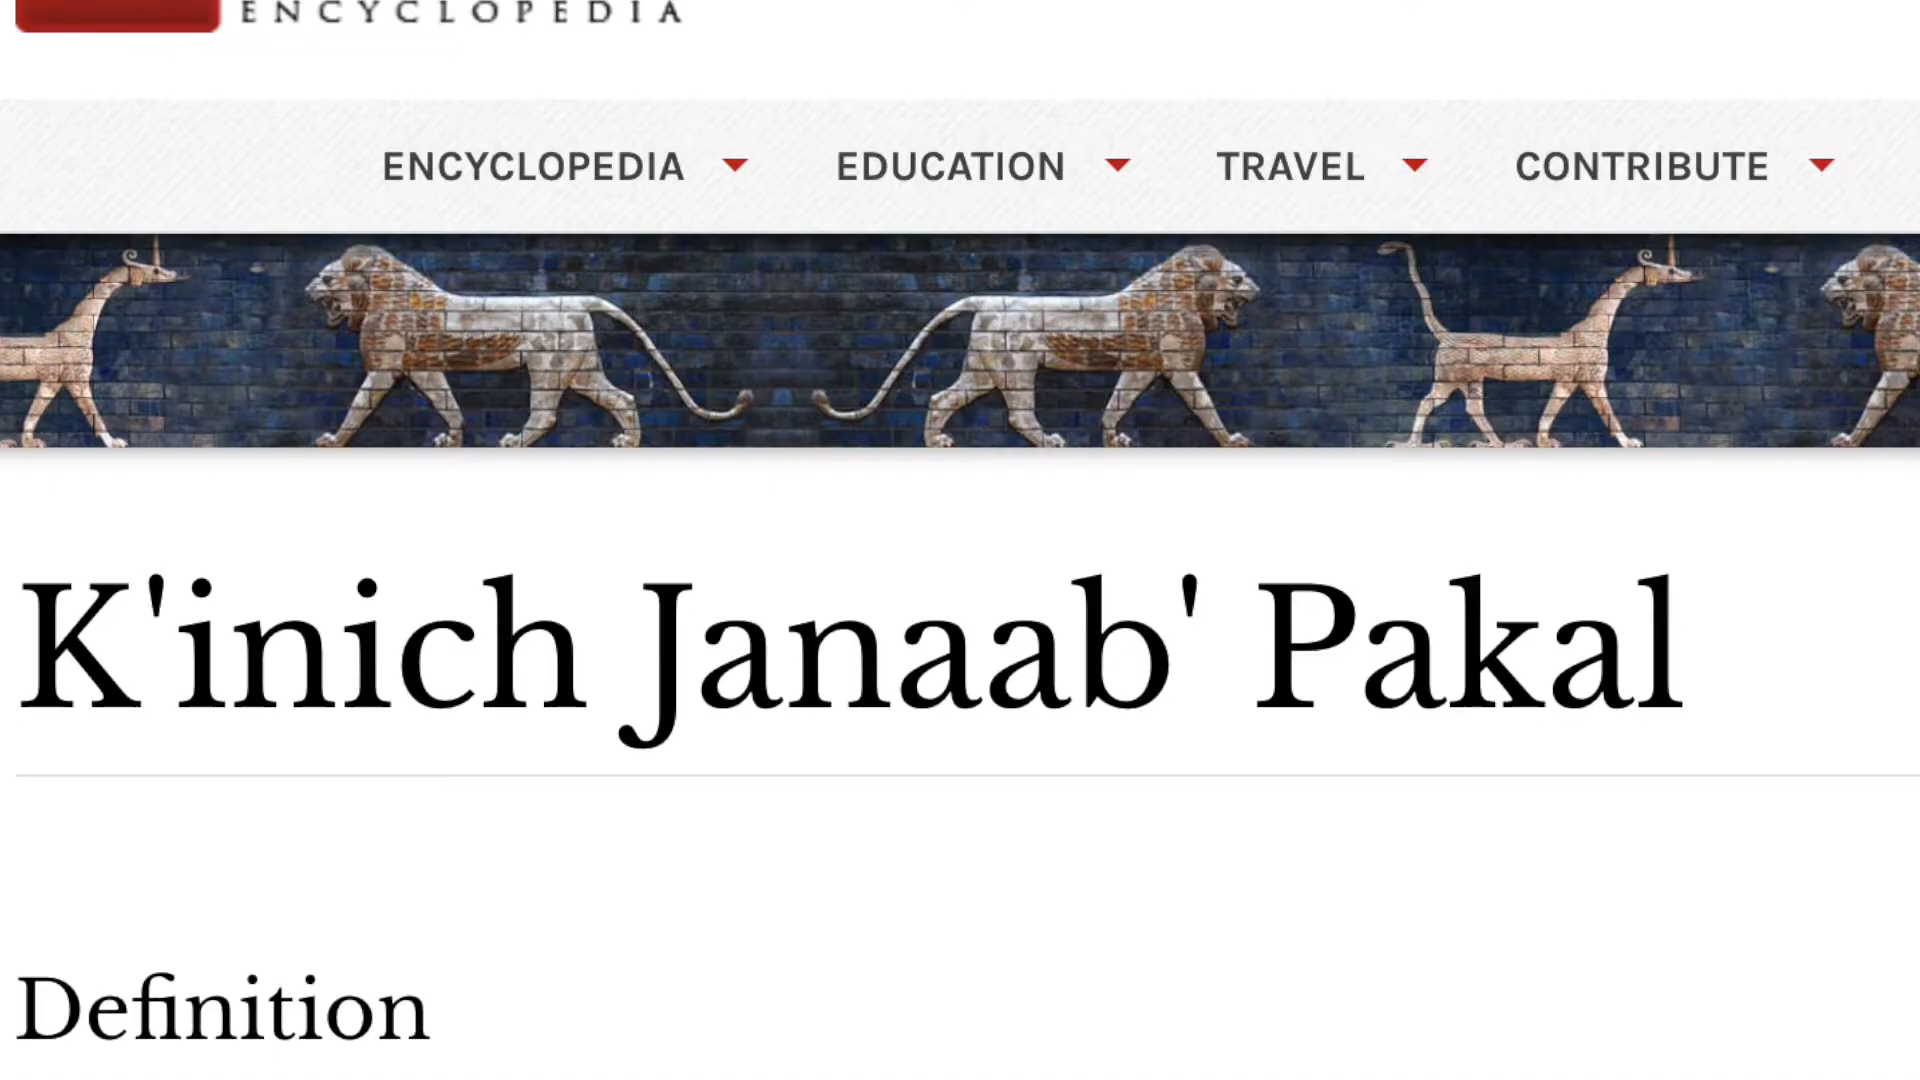 ENCYCLOPEDIA
ENCYCLOPEDIA EDUCATION TRAVEL CONTRIBUTE
K'inich Janaab' Pakal
Definition